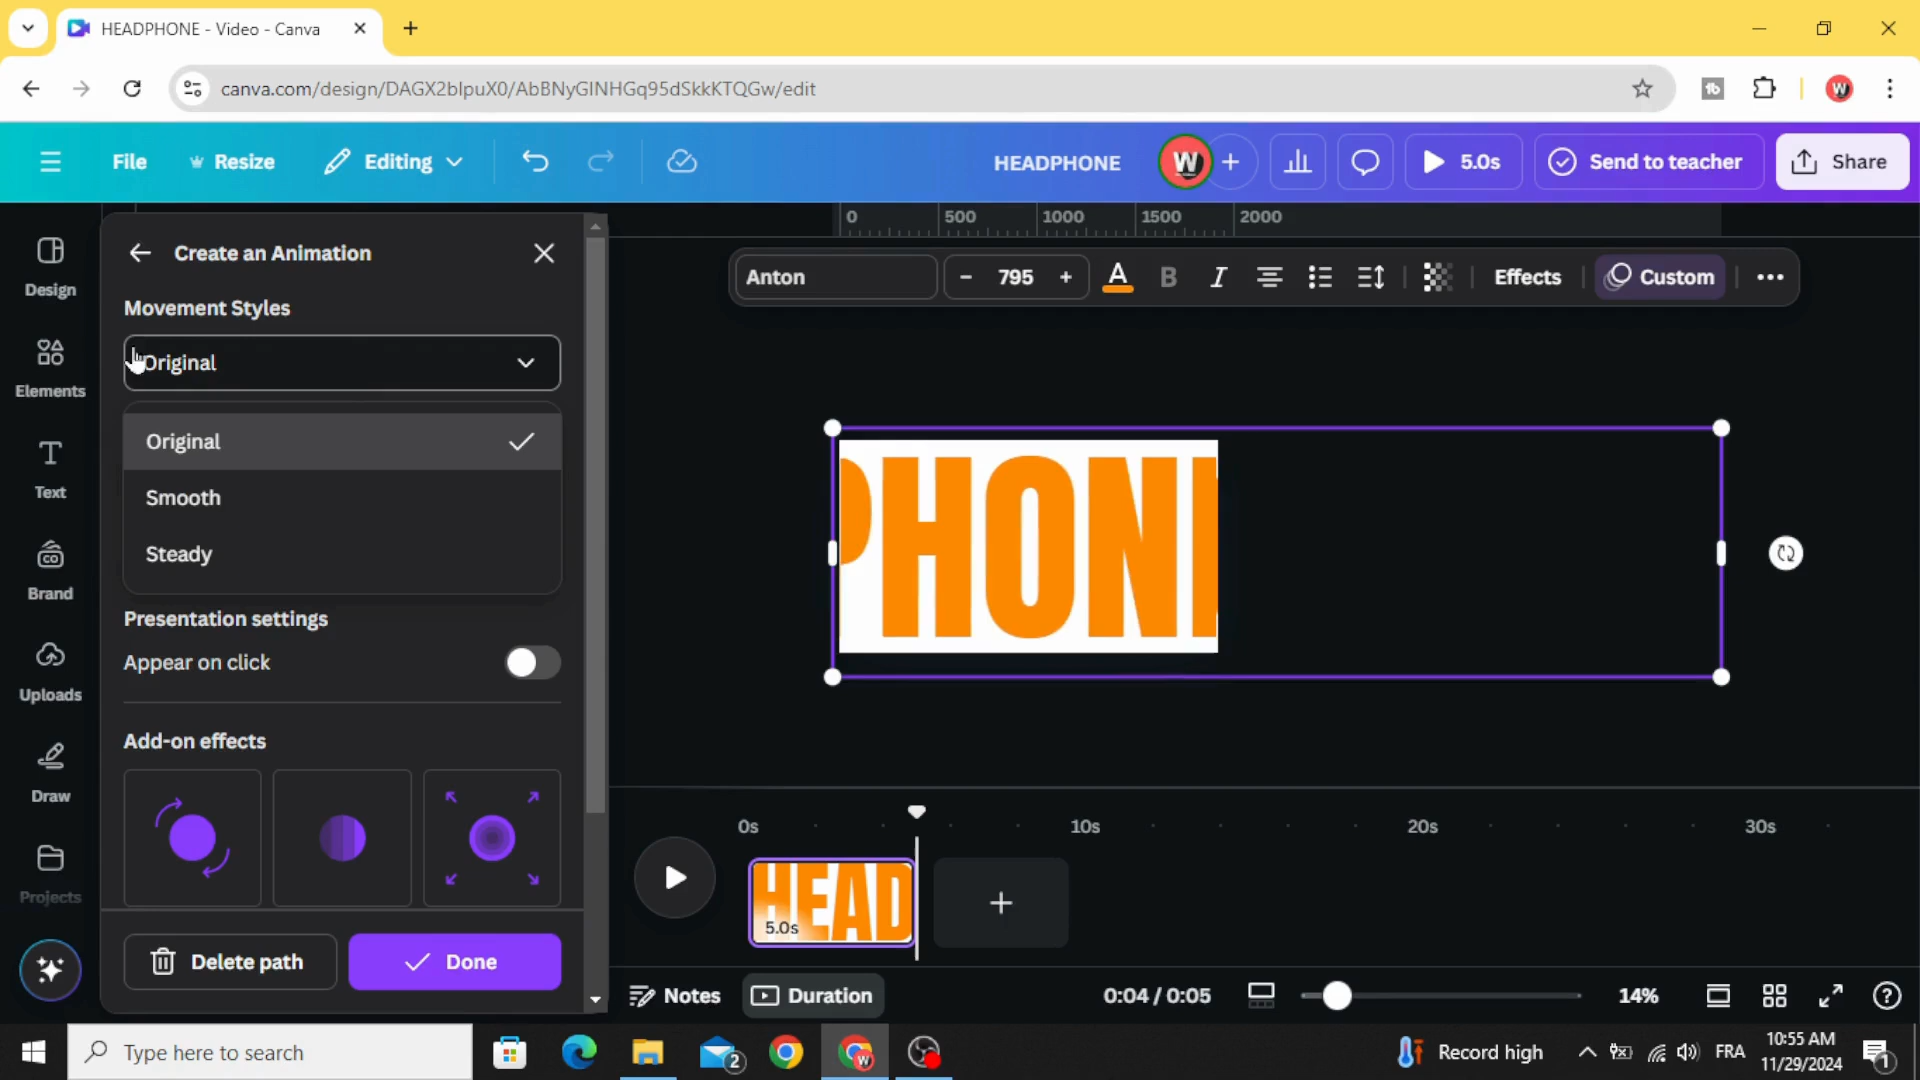 HEADPHONE - Video - Canva
canva.com/design/DAGX2blpuX0/AbBNyGINHGq95dSkkKTQGw/edit
File Resize Editing HEADPHONE W 5.0s Send to teacher Share
0 500 1000 1500 2000
Design
Elements
Text
Brand
Uploads
Draw
Projects
Create an Animation
Movement Styles
Original
Original
Smooth
Steady
Presentation settings
Appear on click
Add-on effects
Delete path Done
Anton - 795 + A B I Effects Custom
PHONE
0s 10s 20s 30s
HEAD
5.0s
Notes Duration 0:04 / 0:05 14%
Type here to search
2
Record high FRA 10:55 AM
11/29/2024
1